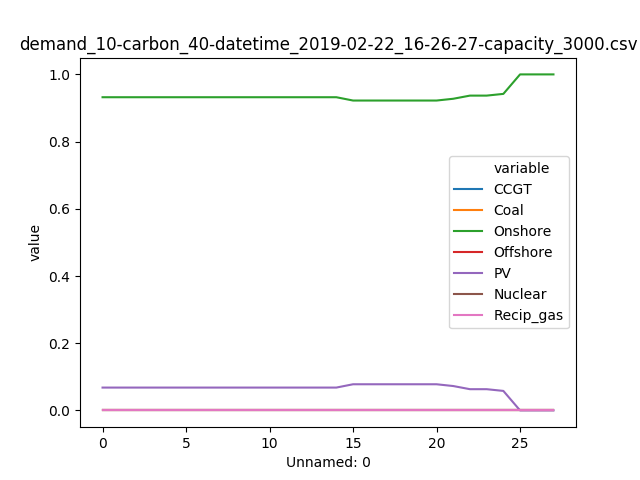 demand_10-carbon_40-datetime_2019-02-22_16-26-27-capacity_3000.csv
1.0
0.8
0.6
0.4
0.2
0.0
value
variable
CCGT
Coal
Onshore
Offshore
PV
Nuclear
Recip_gas
0 5 10 15 20 25
Unnamed: 0